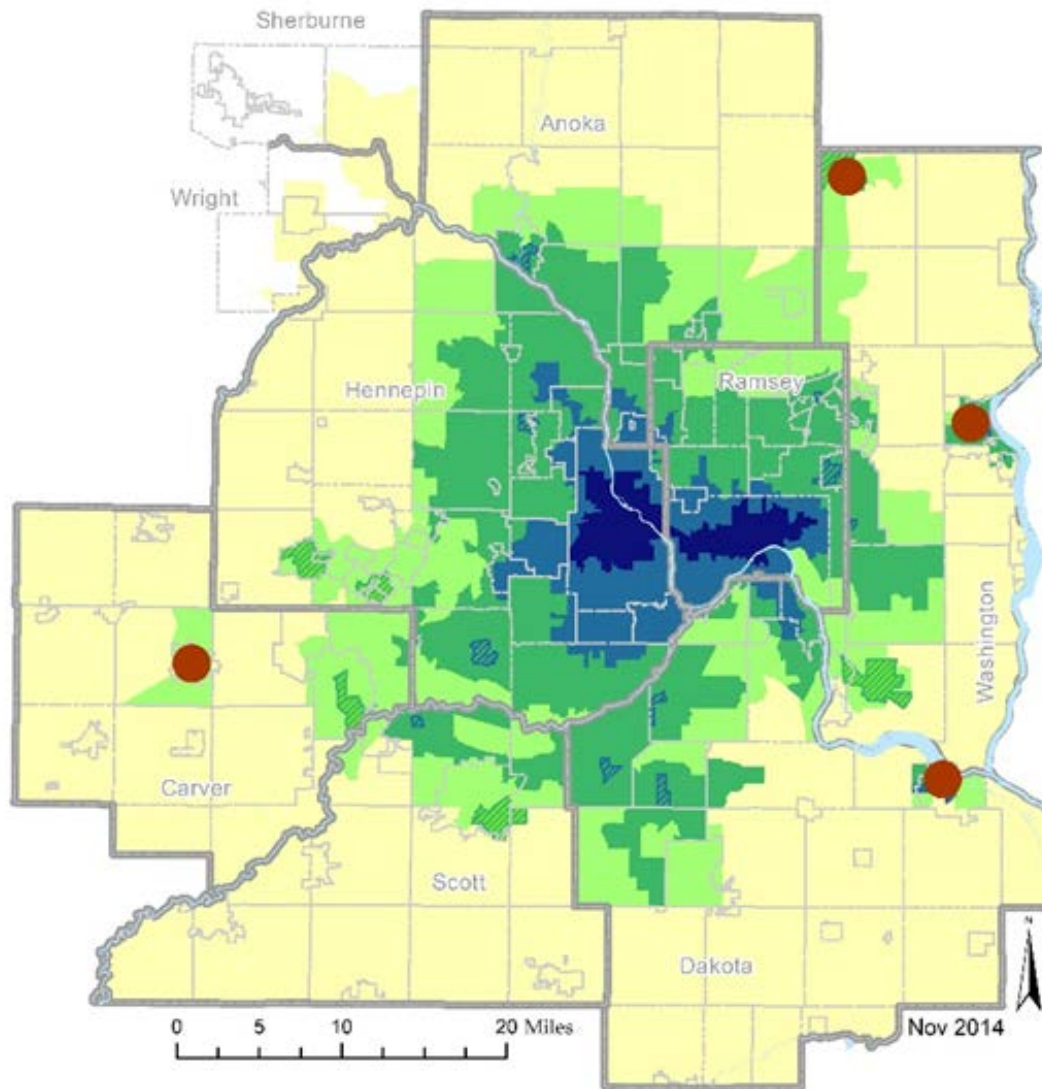 Sherburne
Anoka
Wright
Hennepin
Ramsey
Washington
Carver
Scott
Dakota
N
0 5 10 20 Miles
Nov 2014